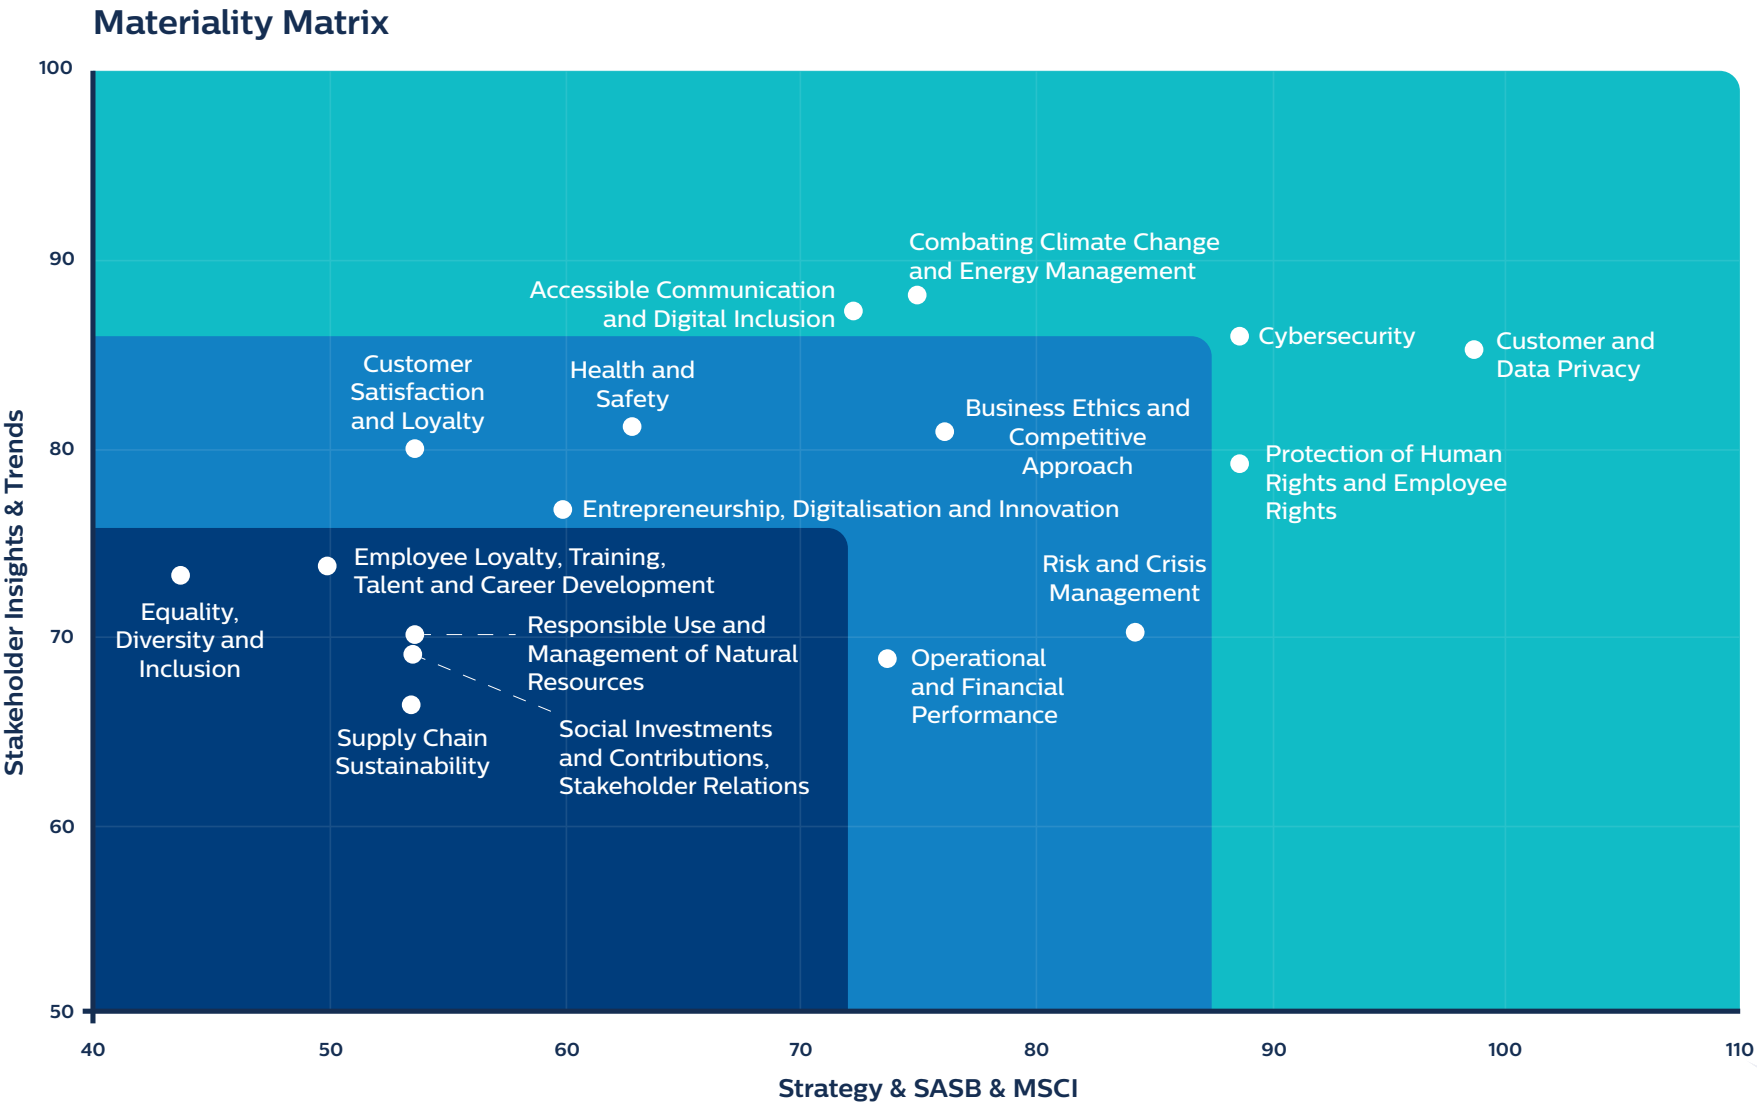 Materiality Matrix
100
90
80
70
60
50
Stakeholder Insights & Trends
Combating Climate Change
and Energy Management
Accessible Communication
and Digital Inclusion
Cybersecurity
Customer and
Data Privacy
Customer
Satisfaction
and Loyalty
Health and
Safety
Business Ethics and
Competitive
Approach
Protection of Human
Rights and Employee
Rights
Entrepreneurship, Digitalisation and Innovation
Employee Loyalty, Training,
Talent and Career Development
Risk and Crisis
Management
Equality,
Diversity and
Inclusion
Responsible Use and
Management of Natural
Resources
Operational
and Financial
Performance
Supply Chain
Sustainability
Social Investments
and Contributions,
Stakeholder Relations
40
50
60
70
80
90
100
110
Strategy & SASB & MSCI